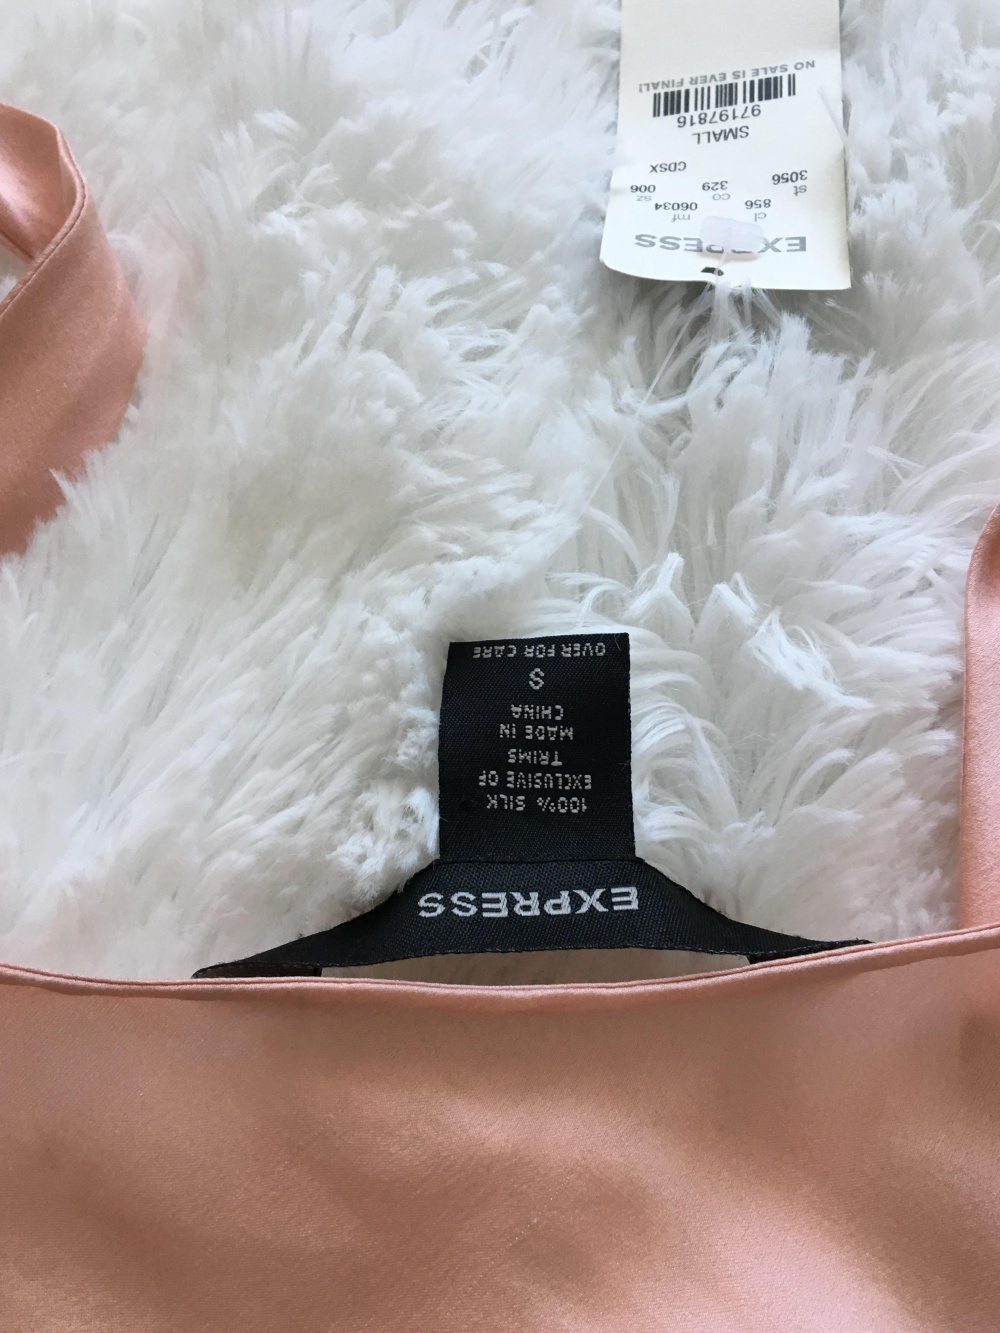 EXPRESS
cl mf
856 06034
st co sz
3056 329 006
CDSX
SMALL
97197816
NO SALE IS EVER FINAL!
EXPRESS
100% SILK
EXCLUSIVE OF
TRIMS
MADE IN
CHINA
S
OVER FOR CARE